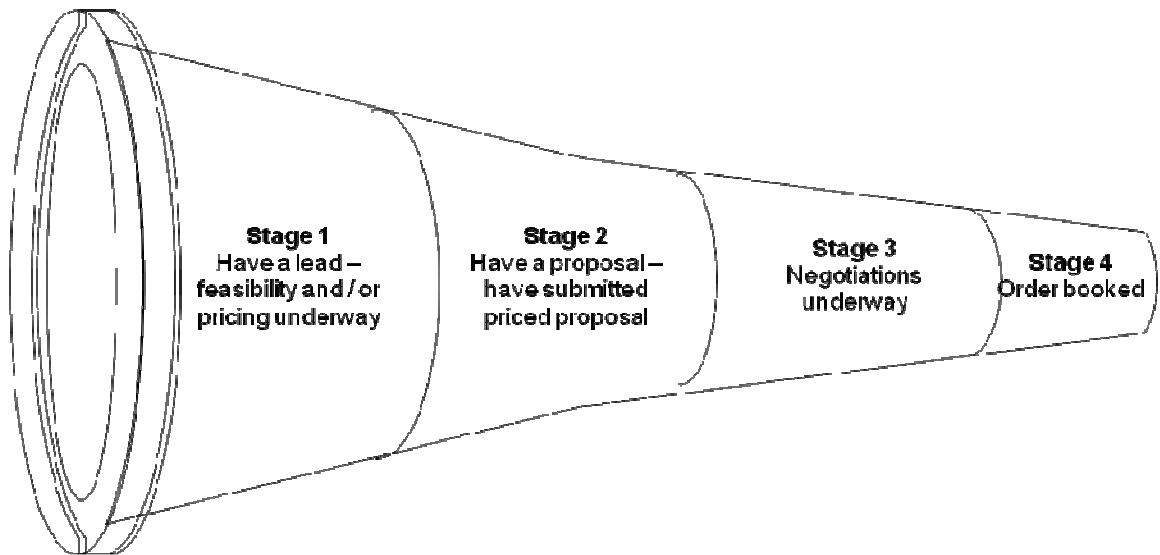 Stage 1
Have a lead –
feasibility and / or
pricing underway
Stage 2
Have a proposal –
have submitted
priced proposal
Stage 3
Negotiations
underway
Stage 4
Order booked